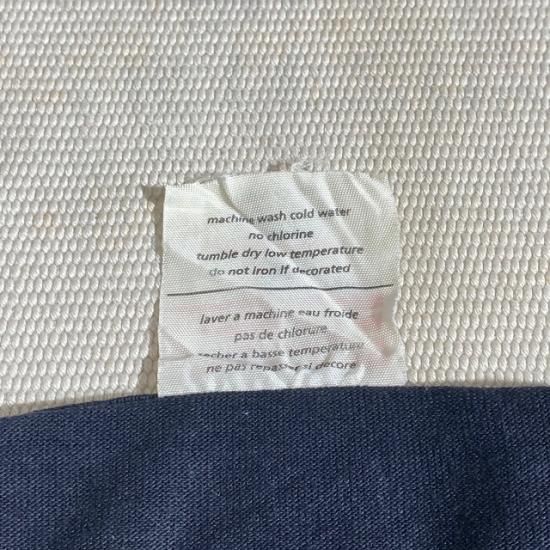 machine wash cold water
no chlorine
tumble dry low temperature
do not iron if decorated
laver a machine eau froide
pas de chlorure
secher a basse temperature
ne pas repasser si decore